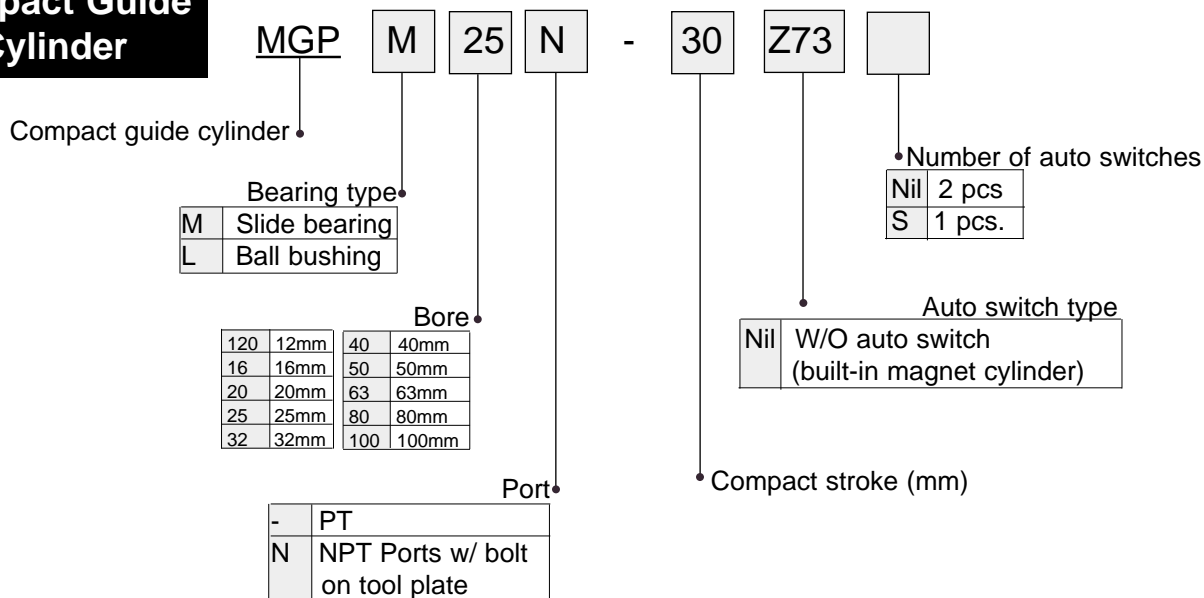 pact Guide
Cylinder
MGP M 25 N - 30 Z73
Compact guide cylinder
Number of auto switches
Nil 2 pcs
S 1 pcs.
Bearing type
M Slide bearing
L Ball bushing
Bore
120 12mm 40 40mm
16 16mm 50 50mm
20 20mm 63 63mm
25 25mm 80 80mm
32 32mm 100 100mm
Auto switch type
Nil W/O auto switch
(built-in magnet cylinder)
Port
- PT
N NPT Ports w/ bolt
on tool plate
Compact stroke (mm)